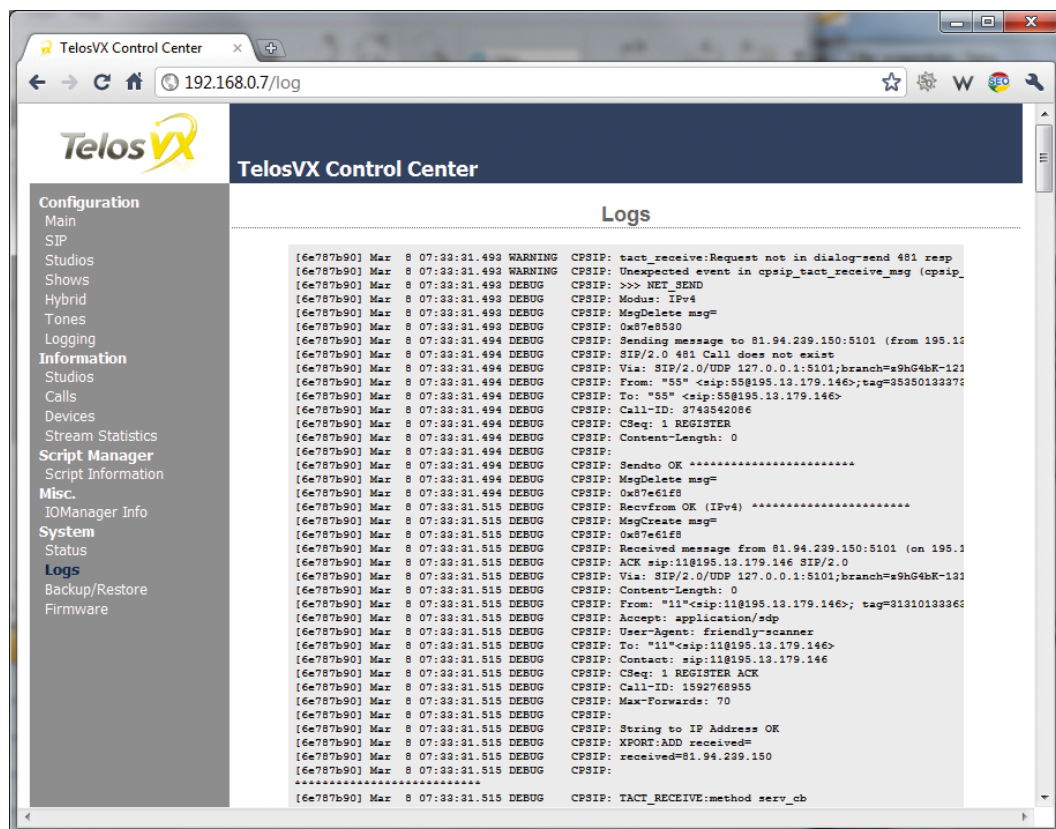 TelosVX Control Center
192.168.0.7/log
W
SEO
Telos VX
TelosVX Control Center
Configuration
Main
SIP
Studios
Shows
Hybrid
Tones
Logging
Information
Studios
Calls
Devices
Stream Statistics
Script Manager
Script Information
Misc.
IOManager Info
System
Status
Logs
Backup/Restore
Firmware
Logs
[6e787b90] Mar 8 07:33:31.493 WARNING CPSIP: tact_receive:Request not in dialog-send 481 resp
[6e787b90] Mar 8 07:33:31.493 WARNING CPSIP: Unexpected event in cpsip_tact_receive_msg (cpsip_
[6e787b90] Mar 8 07:33:31.493 DEBUG CPSIP: >>> NET_SEND
[6e787b90] Mar 8 07:33:31.493 DEBUG CPSIP: Modus: IPv4
[6e787b90] Mar 8 07:33:31.493 DEBUG CPSIP: MsgDelete msg=
[6e787b90] Mar 8 07:33:31.493 DEBUG CPSIP: 0x87e8530
[6e787b90] Mar 8 07:33:31.494 DEBUG CPSIP: Sending message to 81.94.239.150:5101 (from 195.13
[6e787b90] Mar 8 07:33:31.494 DEBUG CPSIP: SIP/2.0 481 Call does not exist
[6e787b90] Mar 8 07:33:31.494 DEBUG CPSIP: Via: SIP/2.0/UDP 127.0.0.1:5101;branch=z9hG4bK-121
[6e787b90] Mar 8 07:33:31.494 DEBUG CPSIP: From: "55" <sip:55@195.13.179.146>;tag=35350133373
[6e787b90] Mar 8 07:33:31.494 DEBUG CPSIP: To: "55" <sip:55@195.13.179.146>
[6e787b90] Mar 8 07:33:31.494 DEBUG CPSIP: Call-ID: 3743542086
[6e787b90] Mar 8 07:33:31.494 DEBUG CPSIP: CSeq: 1 REGISTER
[6e787b90] Mar 8 07:33:31.494 DEBUG CPSIP: Content-Length: 0
[6e787b90] Mar 8 07:33:31.494 DEBUG CPSIP:
[6e787b90] Mar 8 07:33:31.494 DEBUG CPSIP: Sendto OK ************************
[6e787b90] Mar 8 07:33:31.494 DEBUG CPSIP: MsgDelete msg=
[6e787b90] Mar 8 07:33:31.494 DEBUG CPSIP: 0x87e61f8
[6e787b90] Mar 8 07:33:31.515 DEBUG CPSIP: Recvfrom OK (IPv4) ***********************
[6e787b90] Mar 8 07:33:31.515 DEBUG CPSIP: MsgCreate msg=
[6e787b90] Mar 8 07:33:31.515 DEBUG CPSIP: 0x87e61f8
[6e787b90] Mar 8 07:33:31.515 DEBUG CPSIP: Received message from 81.94.239.150:5101 (on 195.1
[6e787b90] Mar 8 07:33:31.515 DEBUG CPSIP: ACK sip:11@195.13.179.146 SIP/2.0
[6e787b90] Mar 8 07:33:31.515 DEBUG CPSIP: Via: SIP/2.0/UDP 127.0.0.1:5101;branch=z9hG4bK-131
[6e787b90] Mar 8 07:33:31.515 DEBUG CPSIP: Content-Length: 0
[6e787b90] Mar 8 07:33:31.515 DEBUG CPSIP: From: "11"<sip:11@195.13.179.146>; tag=31310133363
[6e787b90] Mar 8 07:33:31.515 DEBUG CPSIP: Accept: application/sdp
[6e787b90] Mar 8 07:33:31.515 DEBUG CPSIP: User-Agent: friendly-scanner
[6e787b90] Mar 8 07:33:31.515 DEBUG CPSIP: To: "11"<sip:11@195.13.179.146>
[6e787b90] Mar 8 07:33:31.515 DEBUG CPSIP: Contact: sip:11@195.13.179.146
[6e787b90] Mar 8 07:33:31.515 DEBUG CPSIP: CSeq: 1 REGISTER ACK
[6e787b90] Mar 8 07:33:31.515 DEBUG CPSIP: Call-ID: 1592768955
[6e787b90] Mar 8 07:33:31.515 DEBUG CPSIP: Max-Forwards: 70
[6e787b90] Mar 8 07:33:31.515 DEBUG CPSIP:
[6e787b90] Mar 8 07:33:31.515 DEBUG CPSIP: String to IP Address OK
[6e787b90] Mar 8 07:33:31.515 DEBUG CPSIP: XPORT:ADD received=
[6e787b90] Mar 8 07:33:31.515 DEBUG CPSIP: received=81.94.239.150
[6e787b90] Mar 8 07:33:31.515 DEBUG CPSIP:
***************************
[6e787b90] Mar 8 07:33:31.515 DEBUG CPSIP: TACT_RECEIVE:method serv_cb